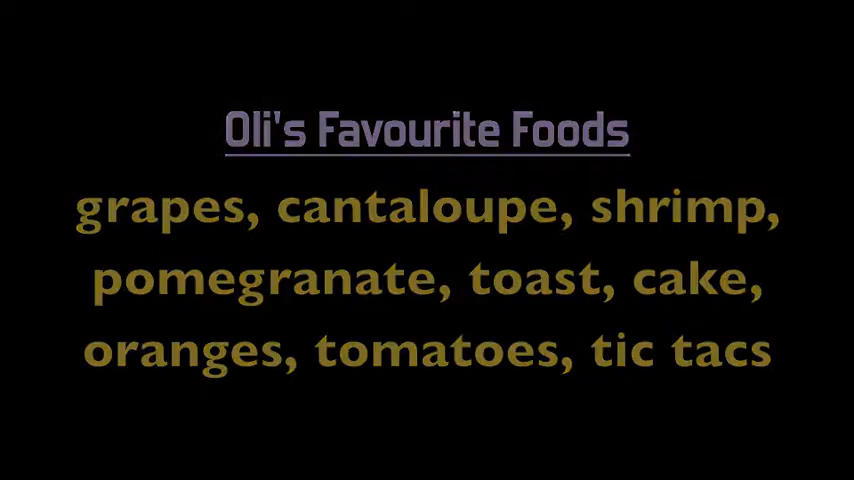 Oli's Favourite Foods
grapes, cantaloupe, shrimp,
pomegranate, toast, cake,
oranges, tomatoes, tic tacs